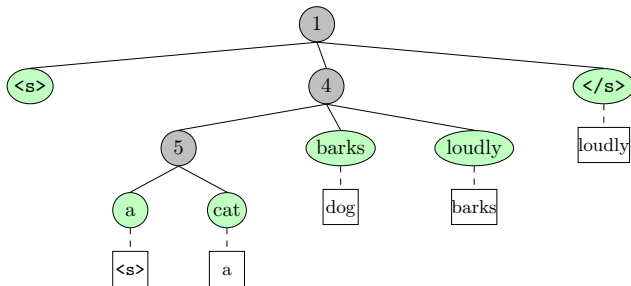 1
<s> 4 </s>
5 barks loudly loudly
a cat dog barks
<s> a